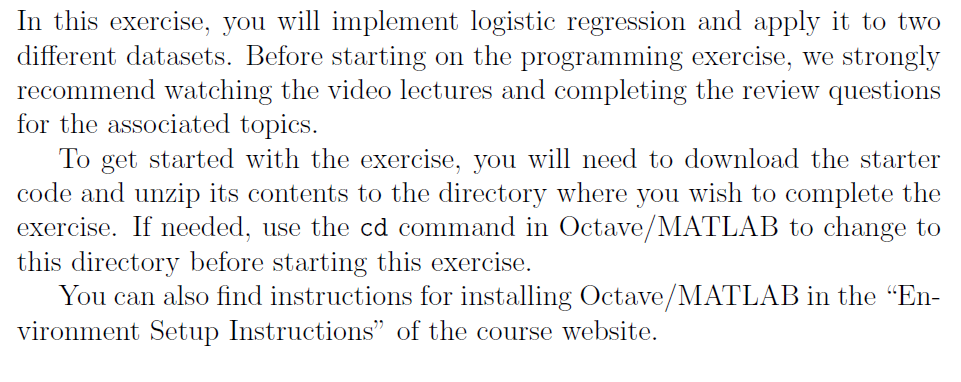 In this exercise, you will implement logistic regression and apply it to two
different datasets. Before starting on the programming exercise, we strongly
recommend watching the video lectures and completing the review questions
for the associated topics.
To get started with the exercise, you will need to download the starter
code and unzip its contents to the directory where you wish to complete the
exercise. If needed, use the cd command in Octave/MATLAB to change to
this directory before starting this exercise.
You can also find instructions for installing Octave/MATLAB in the “En-
vironment Setup Instructions” of the course website.